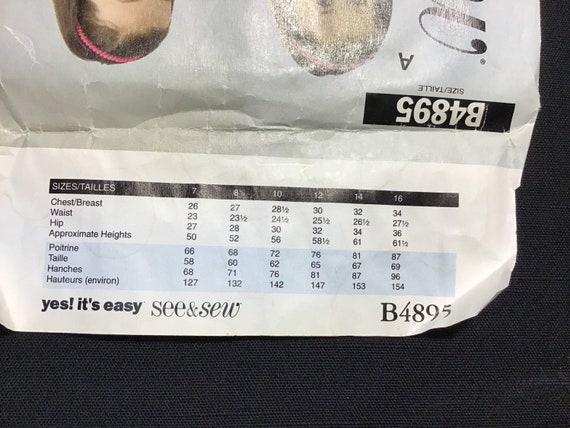 A
SIZE/TAILLE
B4895
SIZES/TAILLES 7 8 10 12 14 16
Chest/Breast 26 27 28½ 30 32 34
Waist 23 23½ 24½ 25½ 26½ 27½
Hip 27 28 30 32 34 36
Approximate Heights 50 52 56 58½ 61 61½
Poitrine 66 68 72 76 81 87
Taille 58 60 62 65 67 69
Hanches 68 71 76 81 87 96
Hauteurs (environ) 127 132 142 147 153 154
yes! it's easy see&sew B4895